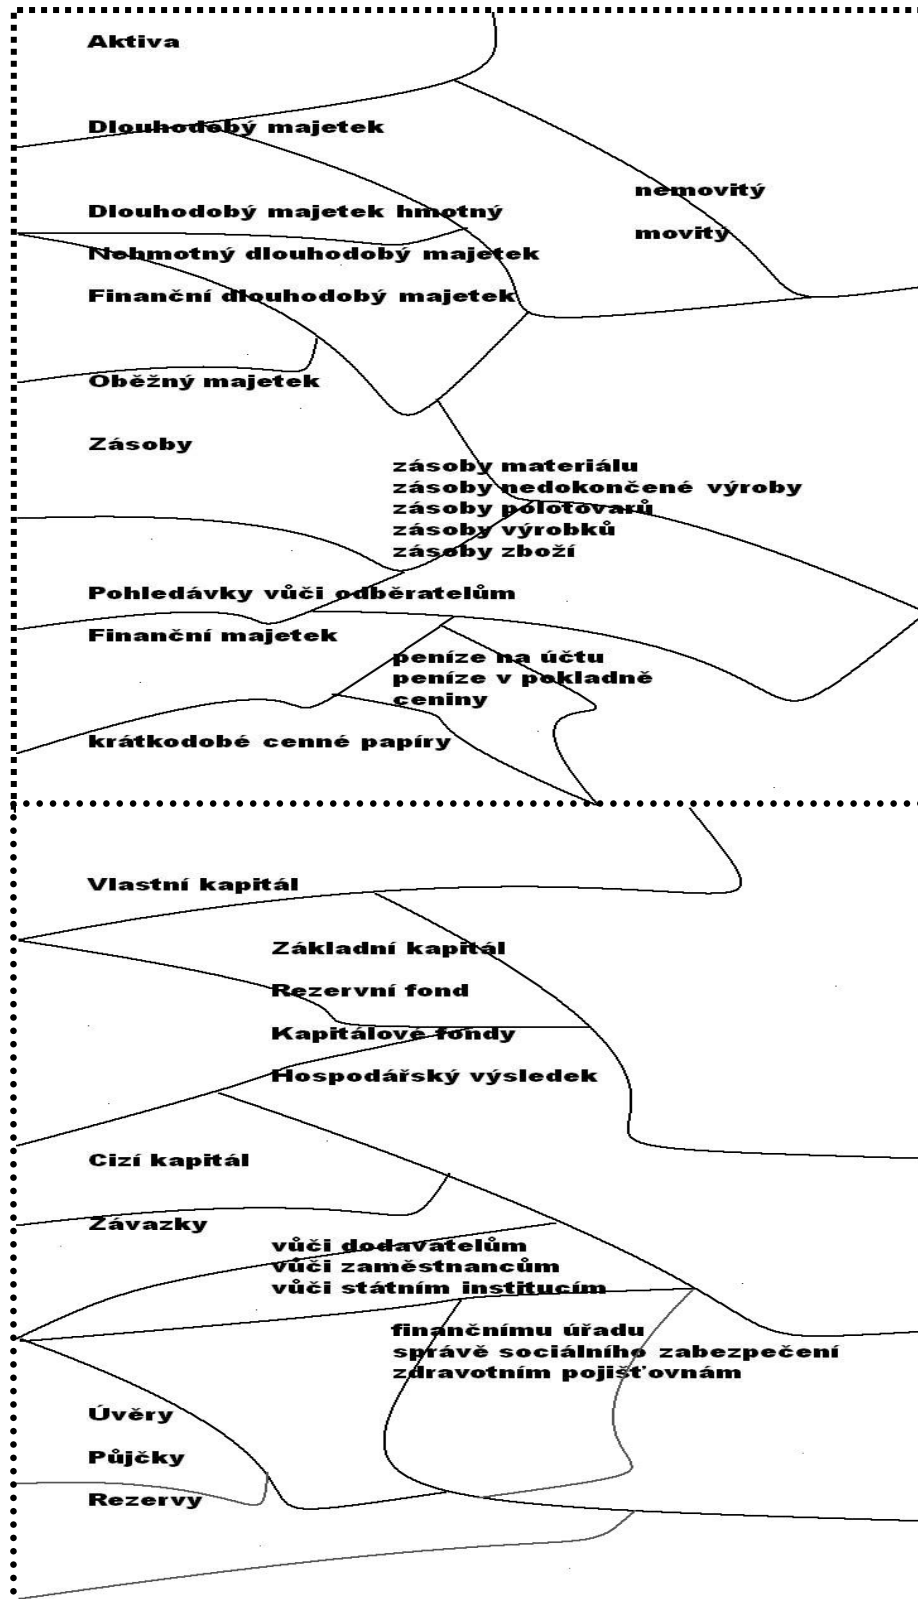 Aktiva
Dlouhodobý majetek
nemovitý
Dlouhodobý majetek hmotný
movitý
Nehmotný dlouhodobý majetek
Finanční dlouhodobý majetek
Oběžný majetek
Zásoby
zásoby materiálu
zásoby nedokončené výroby
zásoby polotovarů
zásoby výrobků
zásoby zboží
Pohledávky vůči odběratelům
Finanční majetek
peníze na účtu
peníze v pokladně
ceniny
krátkodobé cenné papíry
Vlastní kapitál
Základní kapitál
Rezervní fond
Kapitálové fondy
Hospodářský výsledek
Cizí kapitál
Závazky
vůči dodavatelům
vůči zaměstnancům
vůči státním institucím
finančnímu úřadu
správě sociálního zabezpečení
zdravotním pojišťovnám
Úvěry
Půjčky
Rezervy